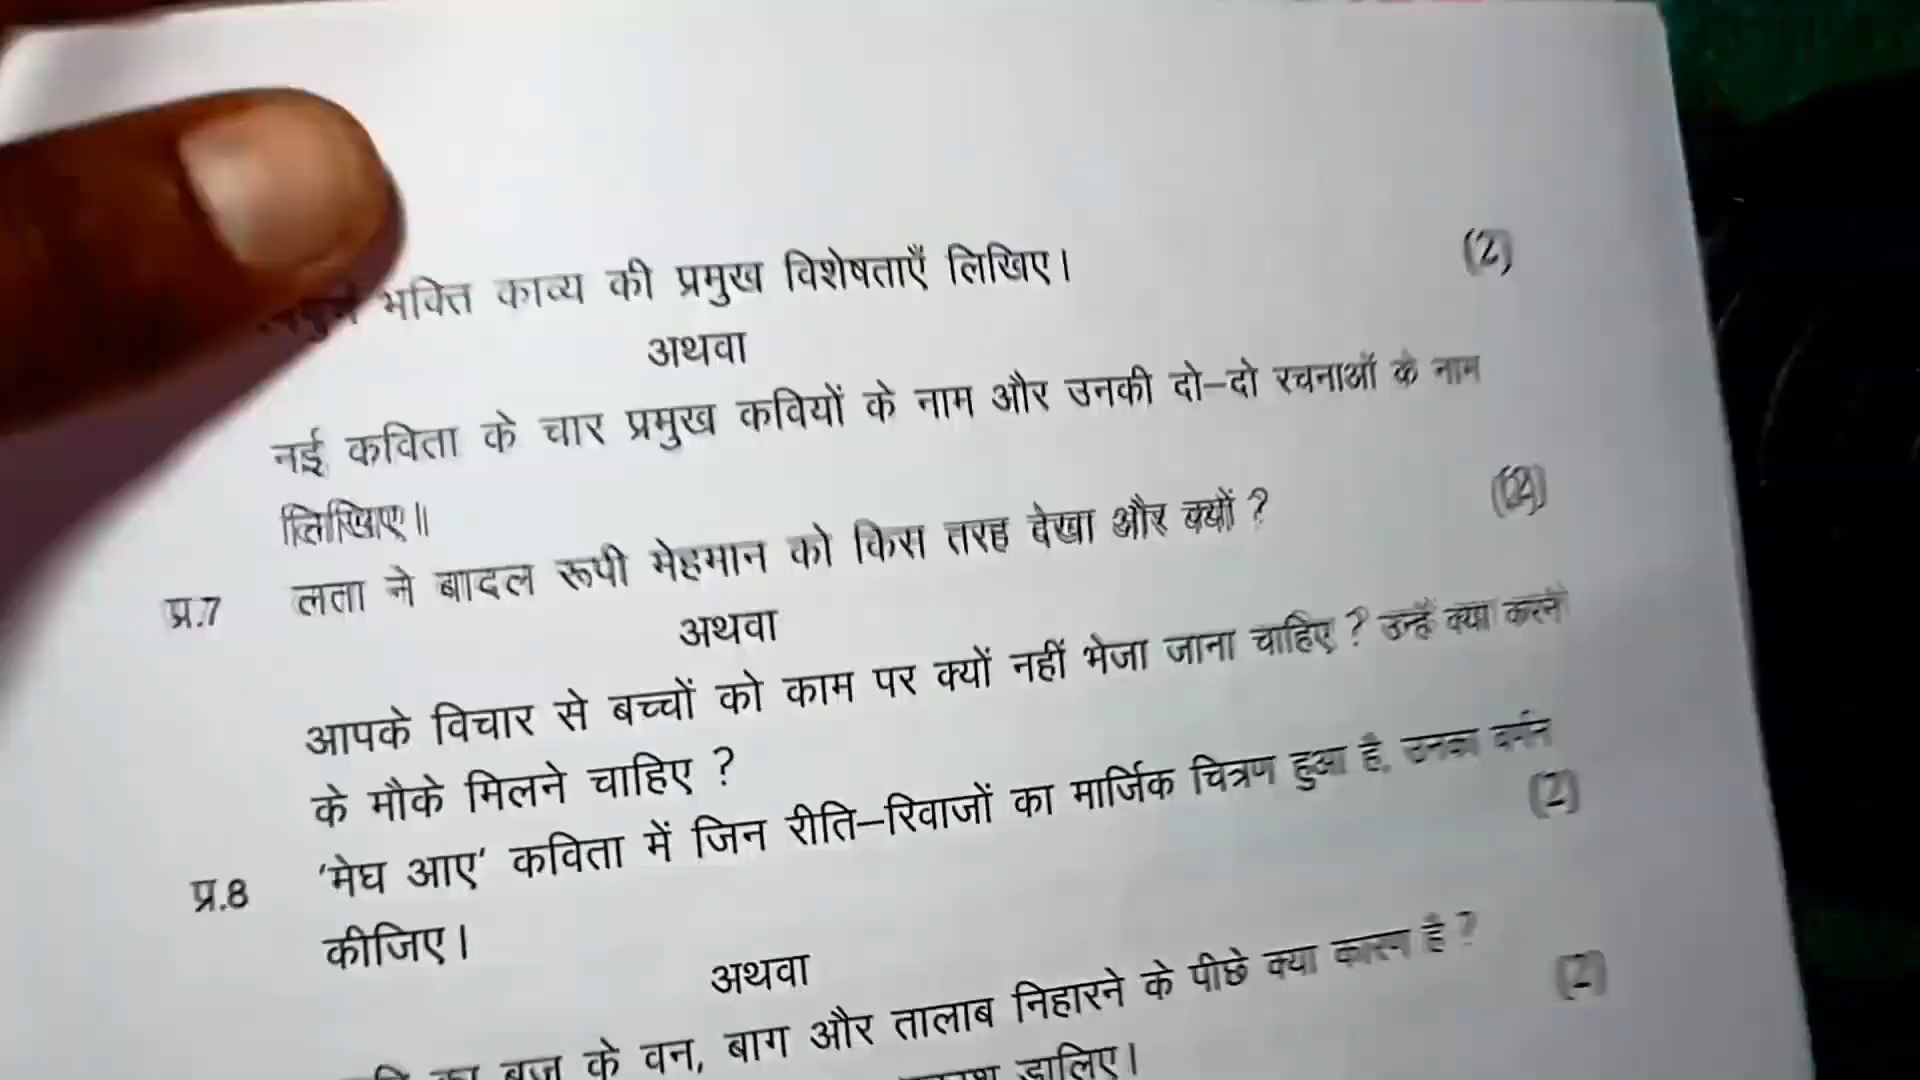 भक्ति काव्य की प्रमुख विशेषताएँ लिखिए। (2)
अथवा
नई कविता के चार प्रमुख कवियों के नाम और उनकी दो–दो रचनाओं के नाम
लिखिए।
प्र.7 लता ने बादल रूपी मेहमान को किस तरह देखा और क्यों ? (2)
अथवा
आपके विचार से बच्चों को काम पर क्यों नहीं भेजा जाना चाहिए ? उन्हें क्या करने
के मौके मिलने चाहिए ?
प्र.8 'मेघ आए' कविता में जिन रीति–रिवाजों का मार्जिक चित्रण हुआ है, उनका वर्णन
कीजिए। (2)
अथवा
के वन, बाग और तालाब निहारने के पीछे क्या कारण है ?
डालिए। (2)